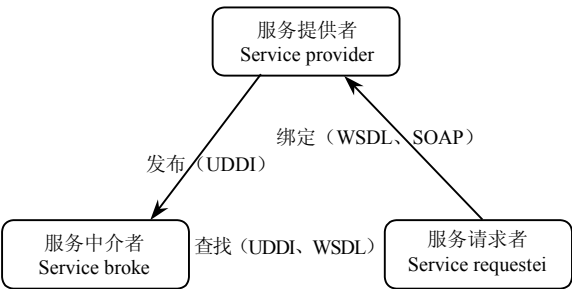 服务提供者
Service provider
绑定（WSDL、SOAP）
发布（UDDI）
服务中介者
Service broke
查找（UDDI、WSDL）
服务请求者
Service requestei